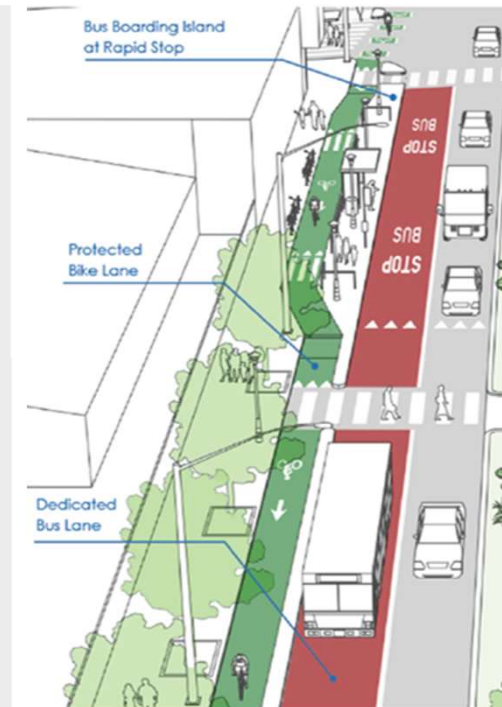 Bus Boarding Island
at Rapid Stop
BUS
STOP
BUS
STOP
Protected
Bike Lane
Dedicated
Bus Lane